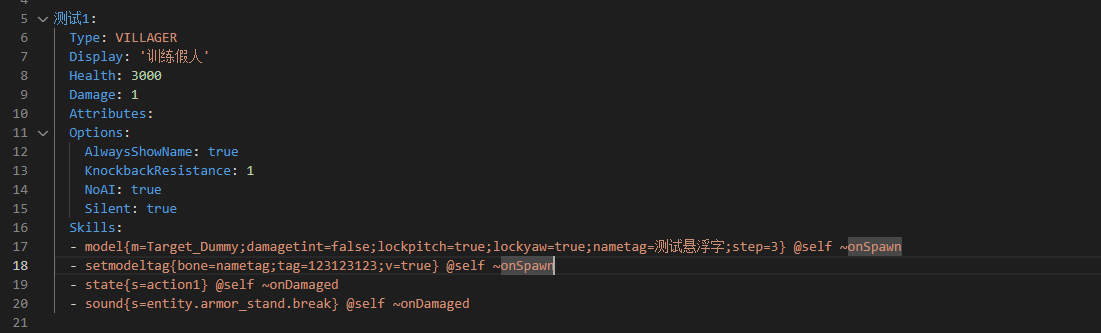 4
5 测试1:
6 Type: VILLAGER
7 Display: '训练假人'
8 Health: 3000
9 Damage: 1
10 Attributes:
11 Options:
12 AlwaysShowName: true
13 KnockbackResistance: 1
14 NoAI: true
15 Silent: true
16 Skills:
17 - model{m=Target_Dummy;damagetint=false;lockpitch=true;lockyaw=true;nametag=测试悬浮字;step=3} @self ~onSpawn
18 - setmodeltag{bone=nametag;tag=123123123;v=true} @self ~onSpawn
19 - state{s=action1} @self ~onDamaged
20 - sound{s=entity.armor_stand.break} @self ~onDamaged
21